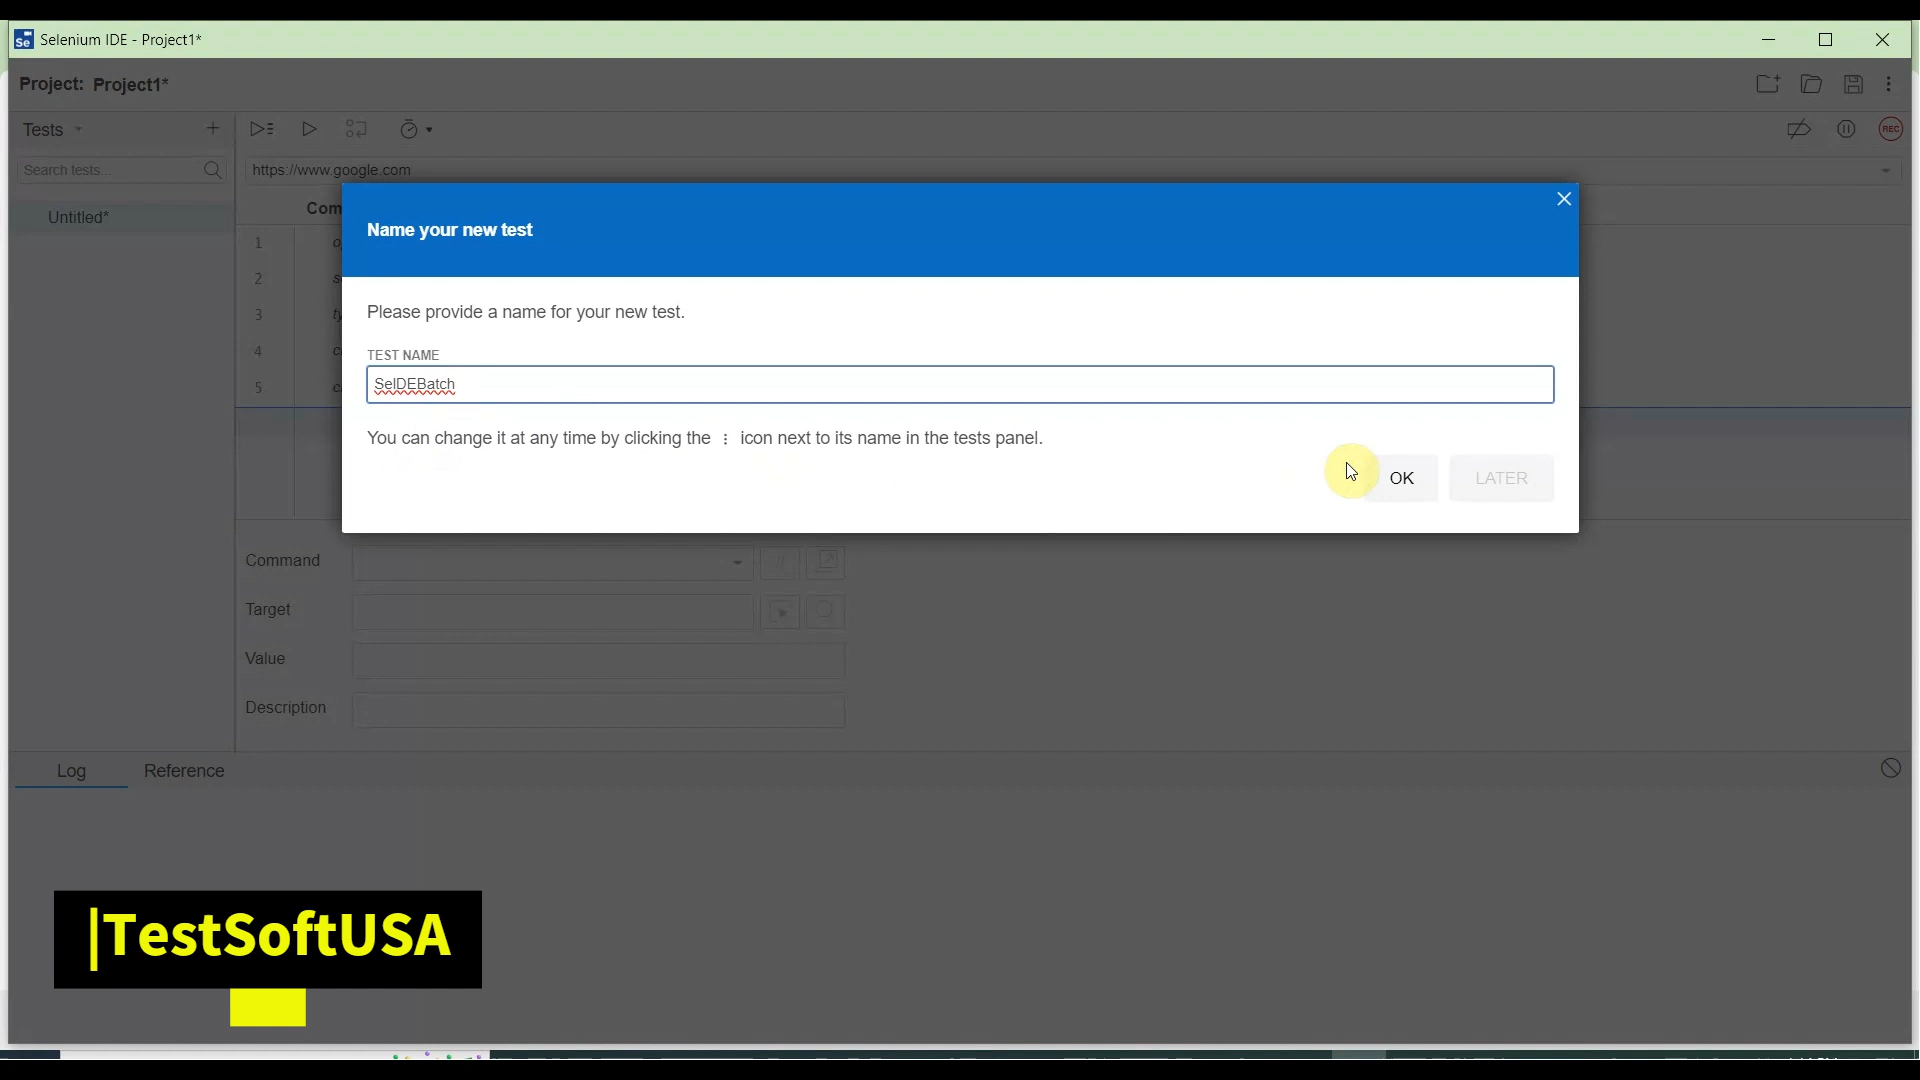 Selenium IDE - Project1*
Project: Project1*
Tests
Search tests...
https://www.google.com
REC
Untitled*
Com
Name your new test
Please provide a name for your new test.
TEST NAME
SelDEBatch
You can change it at any time by clicking the ⋮ icon next to its name in the tests panel.
OK
LATER
1
2
3
4
5
Command
//
Target
Value
Description
Log
Reference
|TestSoftUSA